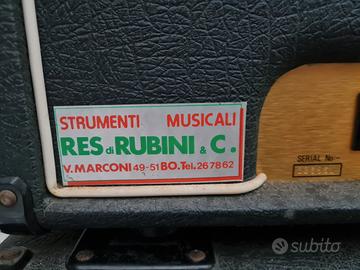 STRUMENTI MUSICALI
RES di RUBINI & C.
V. MARCONI 49-51 BO. Tel. 267862
SERIAL No
subito